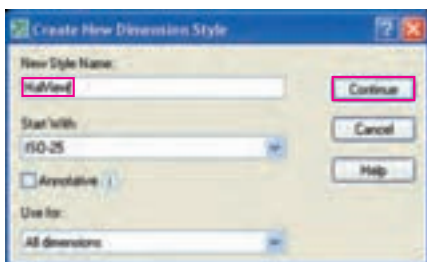 Create New Dimension Style
New Style Name:
HalfView
Continue
Start With:
ISO-25
Cancel
Annotative
Help
Use for:
All dimensions